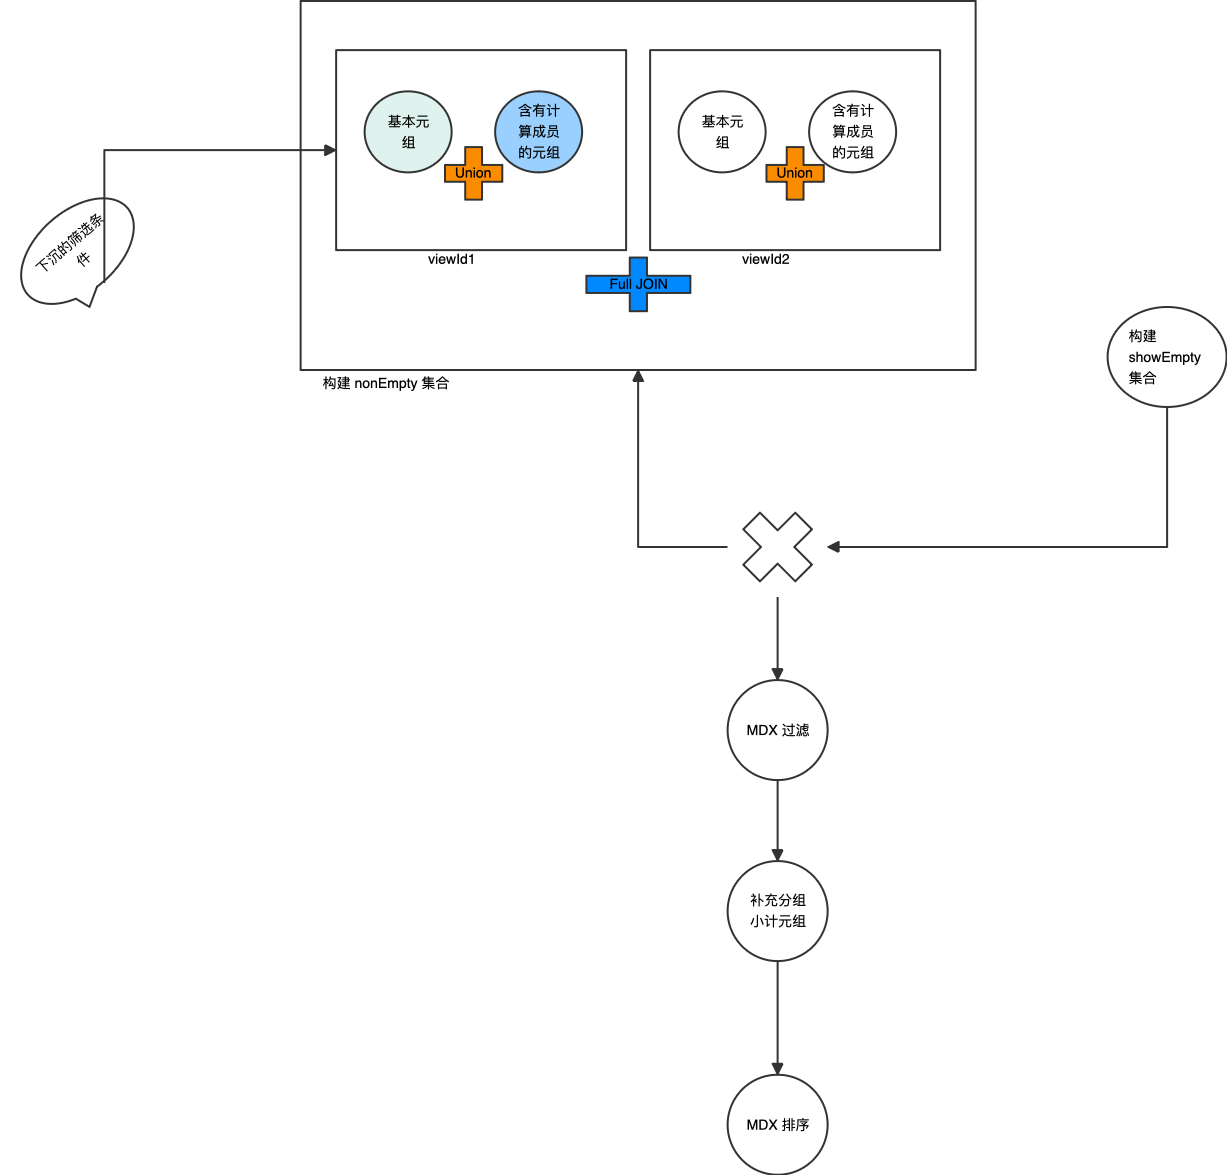 基本元
组
含有计
算成员
的元组
Union
基本元
组
含有计
算成员
的元组
Union
viewId1
viewId2
Full JOIN
下沉的筛选条
件
构建 nonEmpty 集合
构建
showEmpty
集合
MDX 过滤
补充分组
小计元组
MDX 排序